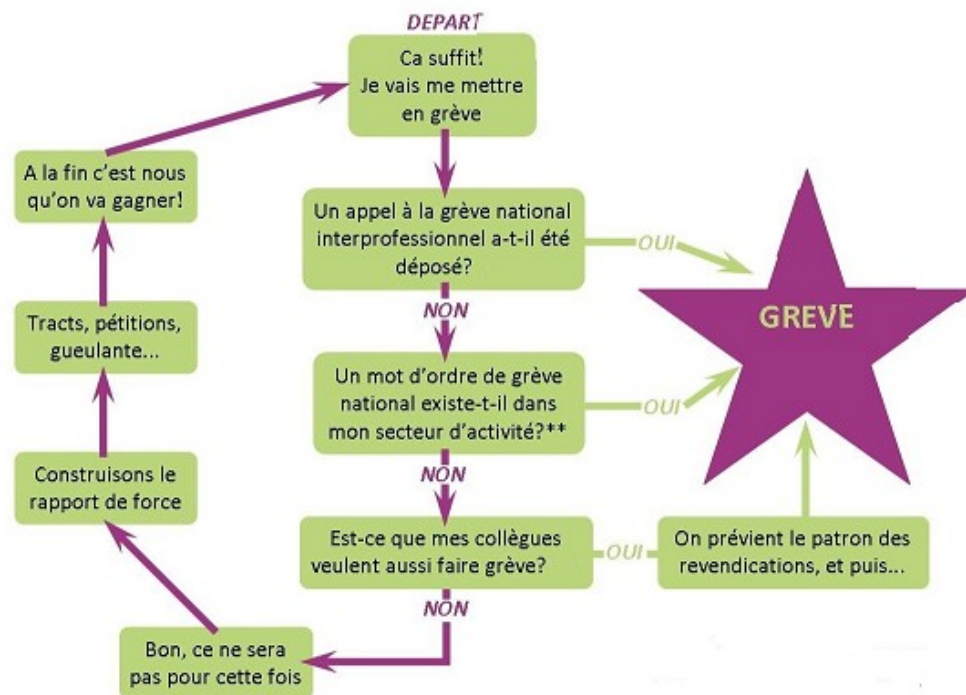 DEPART
Ca suffit!
Je vais me mettre
en grève
Un appel à la grève national
interprofessionnel a-t-il été
déposé?
OUI
NON
GREVE
Un mot d'ordre de grève
national existe-t-il dans
mon secteur d'activité?**
OUI
NON
Est-ce que mes collègues
veulent aussi faire grève?
OUI
On prévient le patron des
revendications, et puis...
NON
Bon, ce ne sera
pas pour cette fois
Construisons le
rapport de force
Tracts, pétitions,
gueulante...
A la fin c'est nous
qu'on va gagner!